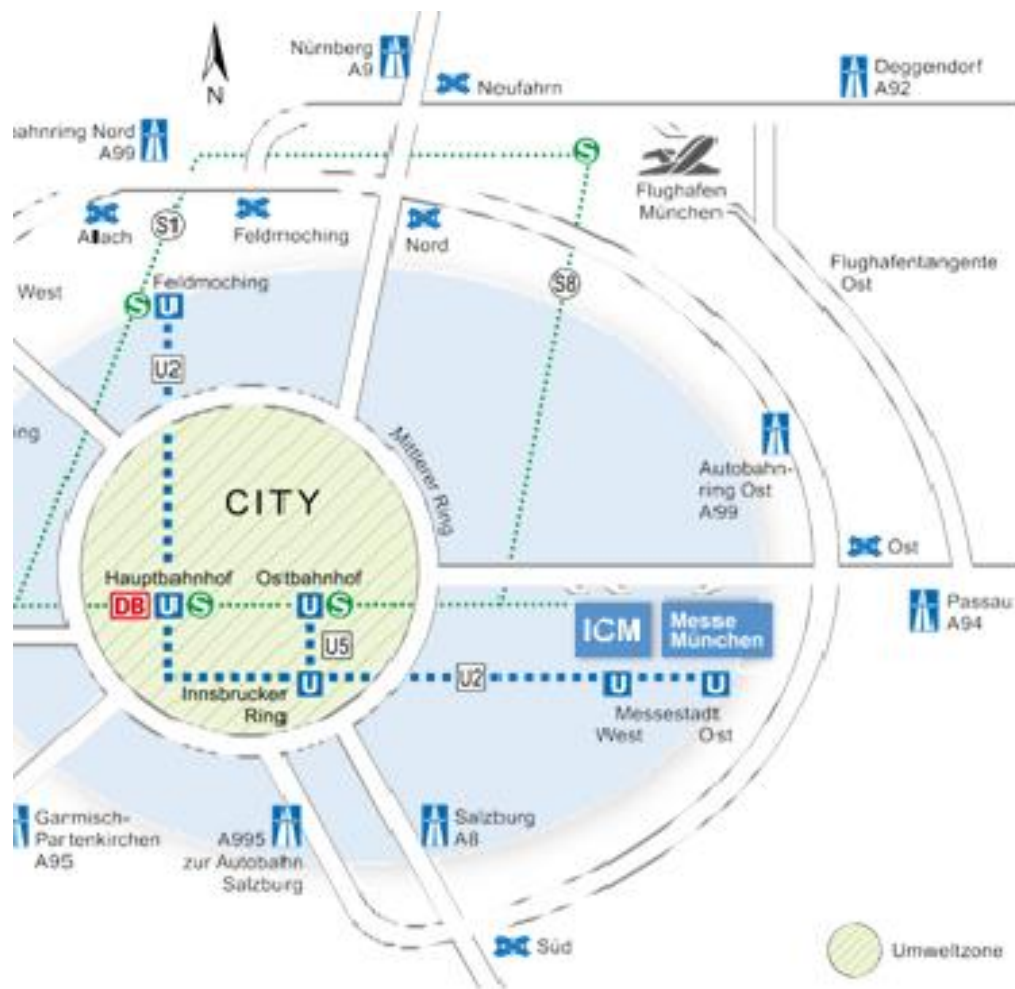 Nürnberg
A9
N
Neufahrn
Deggendorf
A92
bahnring Nord
A99
S
Flughafen
München
Allach
S1
Feldmoching
Nord
Flughafentangente
Ost
West
Feldmoching
S
U
S8
U2
ing
Mittlerer Ring
Autobahn-
ring Ost
A99
CITY
Ost
Hauptbahnhof
Ostbahnhof
DB
U
S
U
S
ICM
Messe
München
Passau
A94
U5
Innsbrucker
Ring
U
U2
U
U
Messestadt
West
Ost
Garmisch-
Partenkirchen
A95
A995
zur Autobahn
Salzburg
Salzburg
A8
Süd
Umweltzone